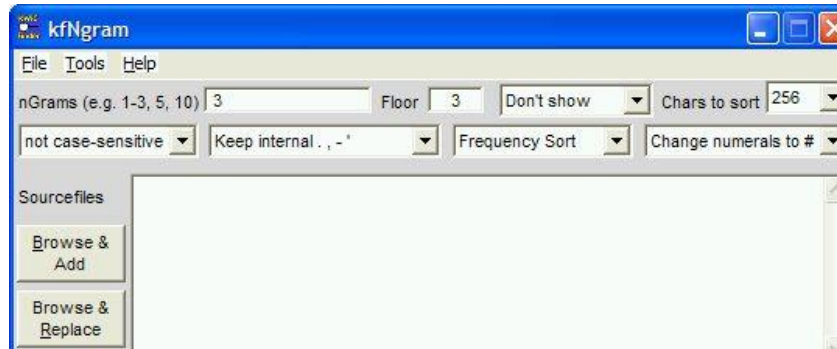 kfNgram
File Tools Help
nGrams (e.g. 1-3, 5, 10) 3 Floor 3 Don't show Chars to sort 256
not case-sensitive Keep internal . , - ' Frequency Sort Change numerals to #
Sourcefiles
Browse &
Add
Browse &
Replace